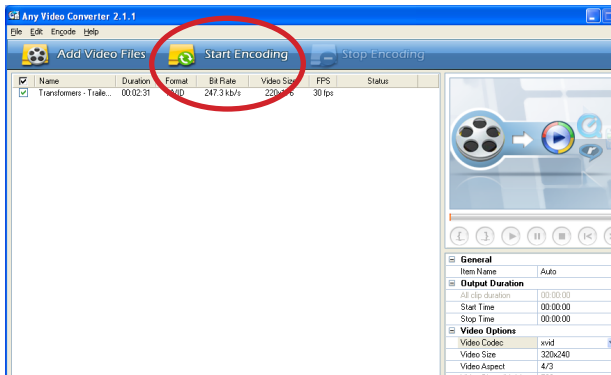 Any Video Converter 2.1.1
File Edit Encode Help
Add Video Files Start Encoding Stop Encoding
Name Duration Format Bit Rate Video Size FPS Status
Transformers - Traile... 00:02:31 247.3 kb/s 30 fps
General
Item Name Auto
Output Duration
All clip duration 00:00:00
Start Time 00:00:00
Stop Time 00:00:00
Video Options
Video Codec xvid
Video Size 320x240
Video Aspect 4/3